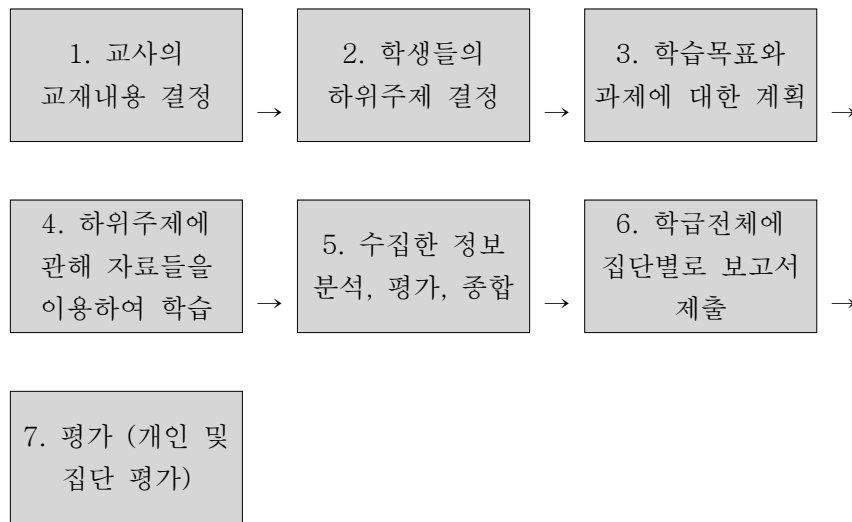 1. 교사의
교재내용 결정
→
2. 학생들의
하위주제 결정
→
3. 학습목표와
과제에 대한 계획
→
4. 하위주제에
관해 자료들을
이용하여 학습
→
5. 수집한 정보
분석, 평가, 종합
→
6. 학급전체에
집단별로 보고서
제출
→
7. 평가 (개인 및
집단 평가)